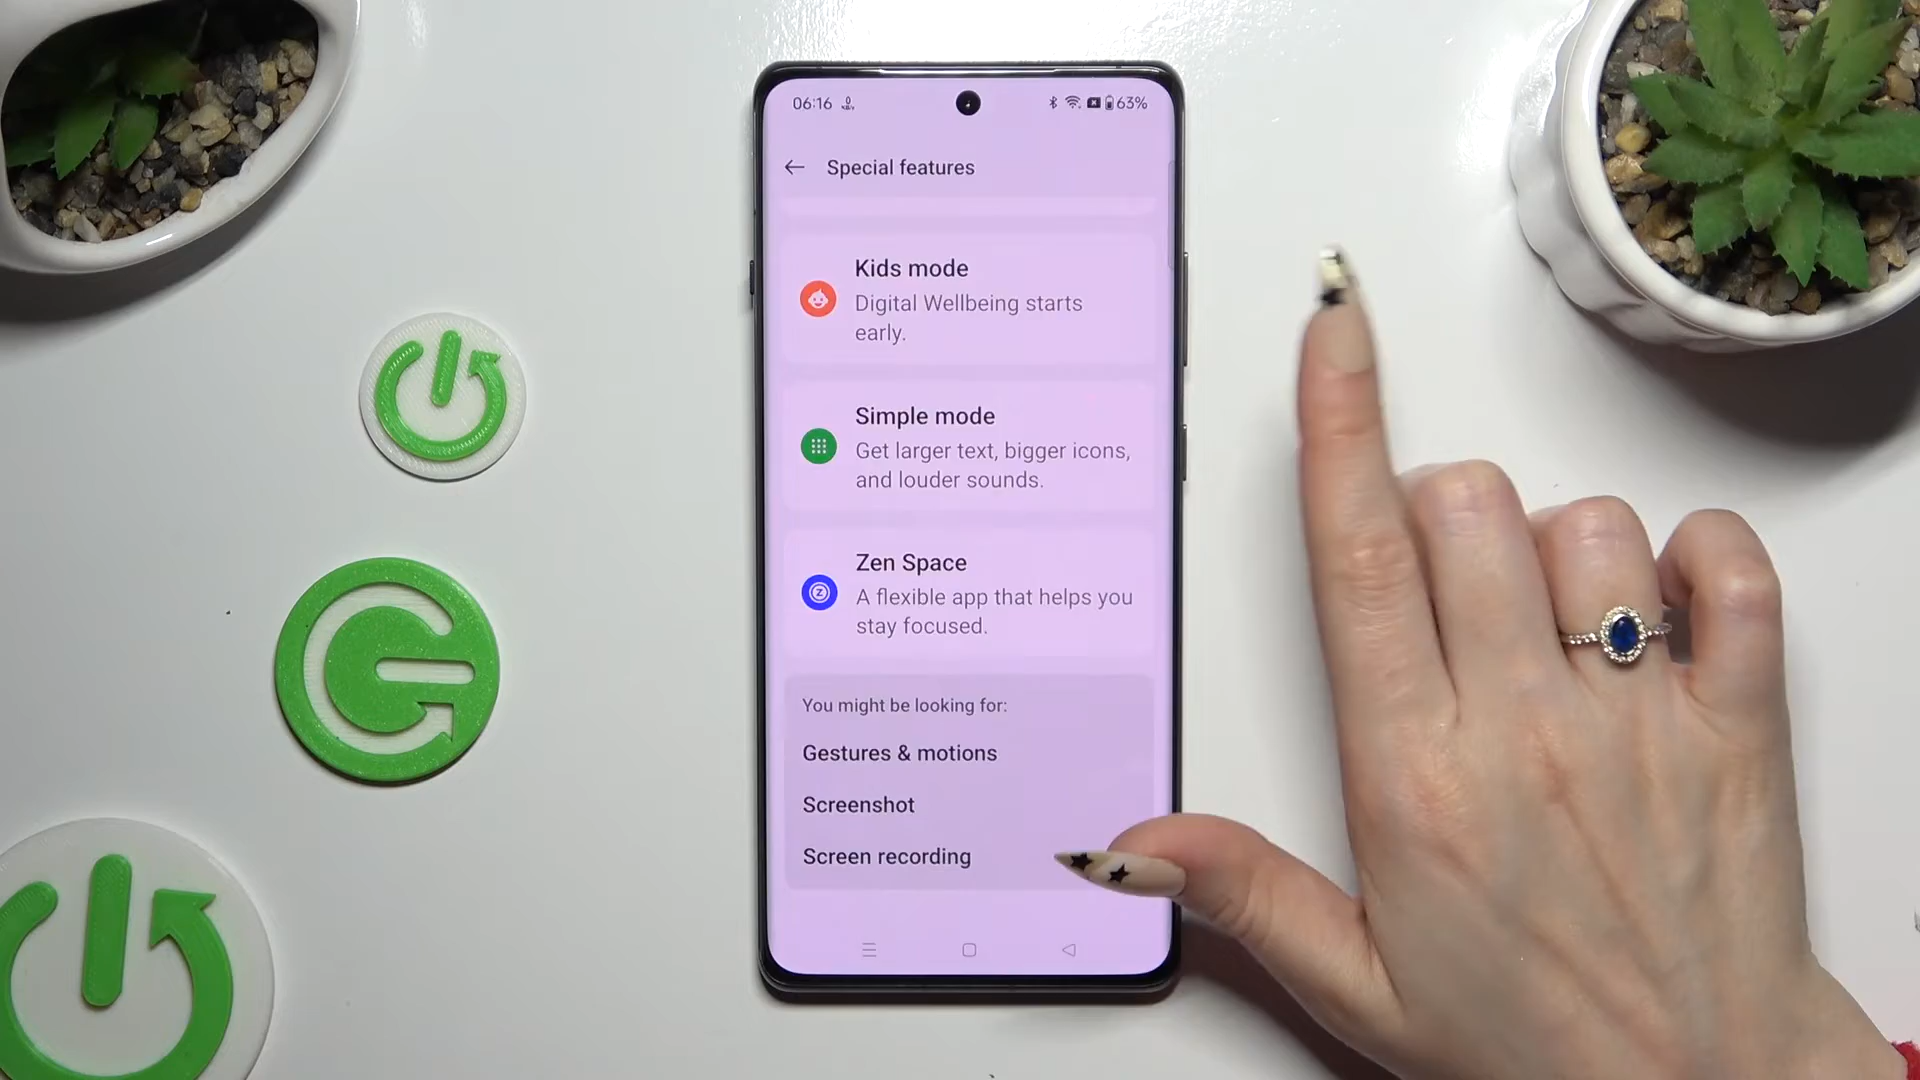 06:16
63%
Special features
Kids mode
Digital Wellbeing starts
early.
Simple mode
Get larger text, bigger icons,
and louder sounds.
Zen Space
A flexible app that helps you
stay focused.
You might be looking for:
Gestures & motions
Screenshot
Screen recording